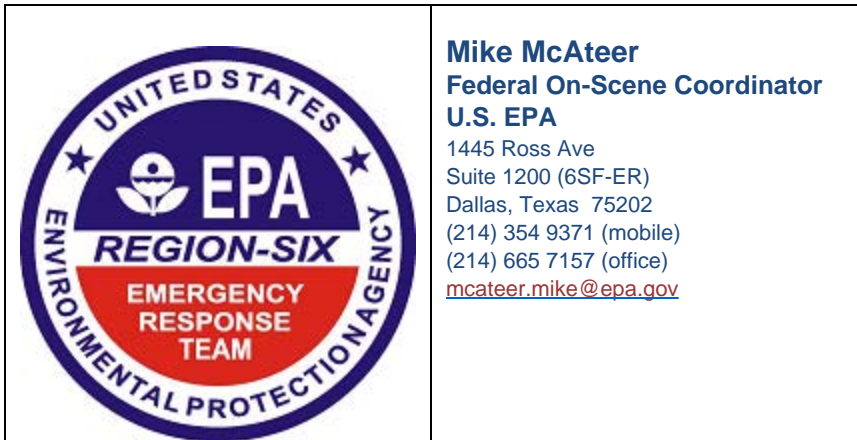 UNITED STATES
EPA
REGION-SIX
EMERGENCY
RESPONSE
TEAM
ENVIRONMENTAL PROTECTION AGENCY
Mike McAteer
Federal On-Scene Coordinator
U.S. EPA
1445 Ross Ave
Suite 1200 (6SF-ER)
Dallas, Texas  75202
(214) 354 9371 (mobile)
(214) 665 7157 (office)
mcateer.mike@epa.gov